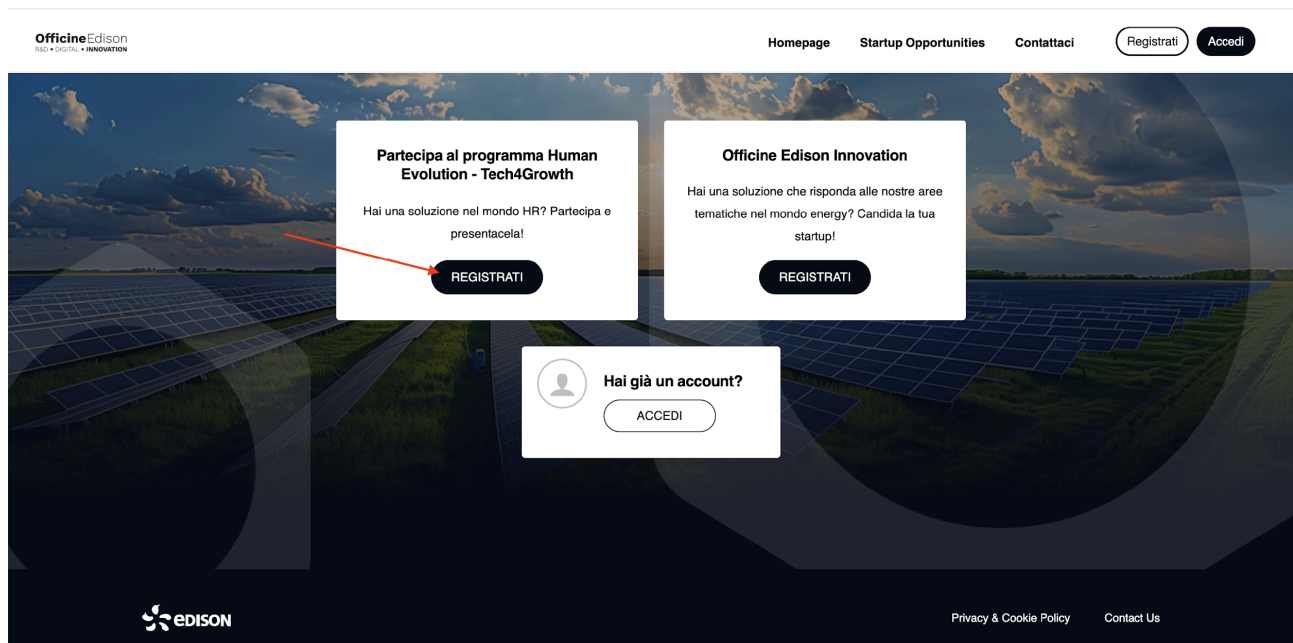 OfficineEdison
R&D • DIGITAL • INNOVATION
Homepage
Startup Opportunities
Contattaci
Registrati
Accedi
Partecipa al programma Human
Evolution - Tech4Growth
Hai una soluzione nel mondo HR? Partecipa e
presentacela!
REGISTRATI
Officine Edison Innovation
Hai una soluzione che risponda alle nostre aree
tematiche nel mondo energy? Candida la tua
startup!
REGISTRATI
Hai già un account?
ACCEDI
EDISON
Privacy & Cookie Policy
Contact Us